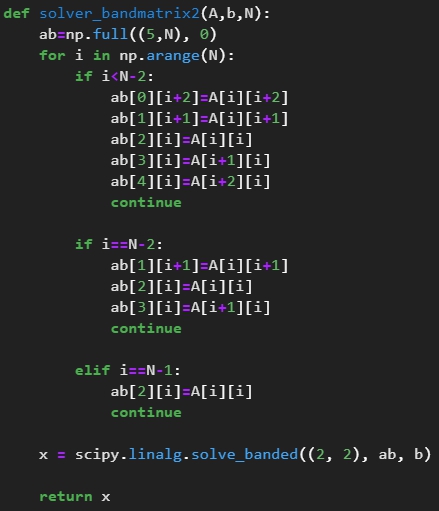 def solver_bandmatrix2(A,b,N):
    ab=np.full((5,N), 0)
    for i in np.arange(N):
        if i<N-2:
            ab[0][i+2]=A[i][i+2]
            ab[1][i+1]=A[i][i+1]
            ab[2][i]=A[i][i]
            ab[3][i]=A[i+1][i]
            ab[4][i]=A[i+2][i]
            continue

        if i==N-2:
            ab[1][i+1]=A[i][i+1]
            ab[2][i]=A[i][i]
            ab[3][i]=A[i+1][i]
            continue

        elif i==N-1:
            ab[2][i]=A[i][i]
            continue

    x = scipy.linalg.solve_banded((2, 2), ab, b)

    return x